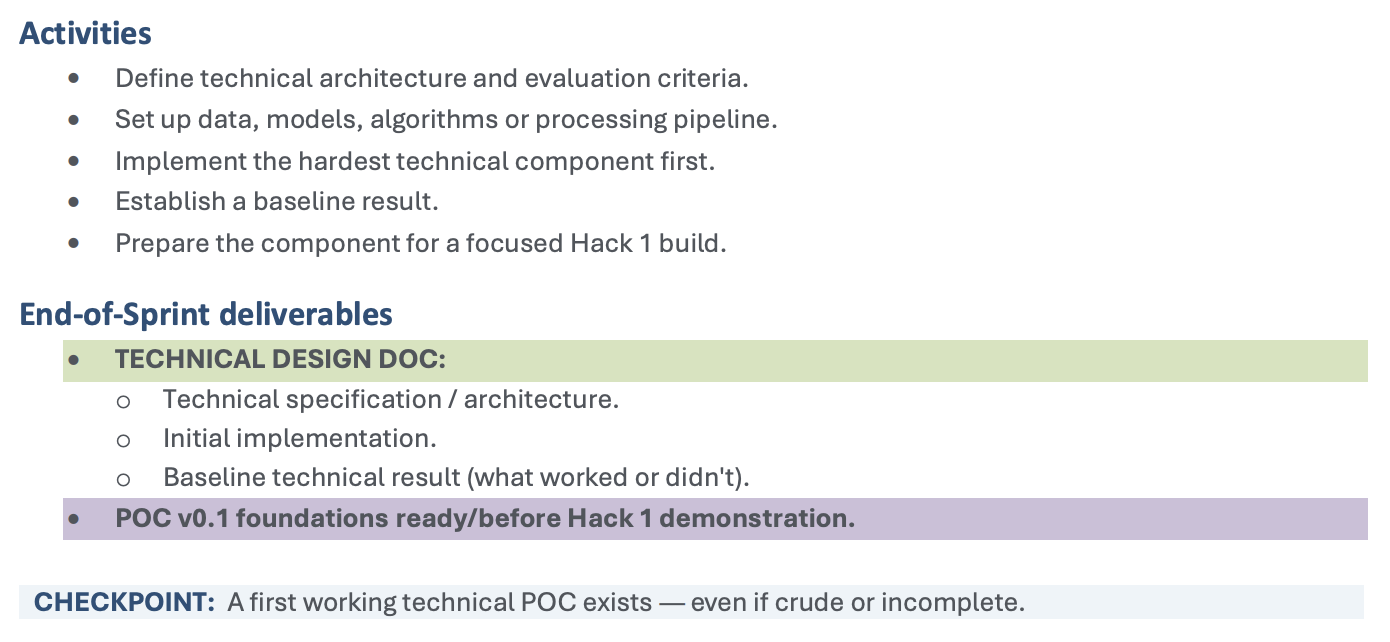 Activities
• Define technical architecture and evaluation criteria.
• Set up data, models, algorithms or processing pipeline.
• Implement the hardest technical component first.
• Establish a baseline result.
• Prepare the component for a focused Hack 1 build.
End-of-Sprint deliverables
• TECHNICAL DESIGN DOC:
o Technical specification / architecture.
o Initial implementation.
o Baseline technical result (what worked or didn't).
• POC v0.1 foundations ready/before Hack 1 demonstration.
CHECKPOINT: A first working technical POC exists — even if crude or incomplete.